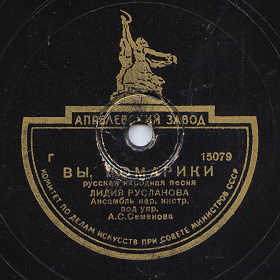 АПРЕЛЕВСКИЙ ЗАВОД
Г 15079
ВЫ, КОМАРИКИ
русская народная песня
ЛИДИЯ РУСЛАНОВА
Ансамбль нар. инстр.
под упр.
А.С.Семенова
КОМИТЕТ ПО ДЕЛАМ ИСКУССТВ ПРИ СОВЕТЕ МИНИСТРОВ СССР